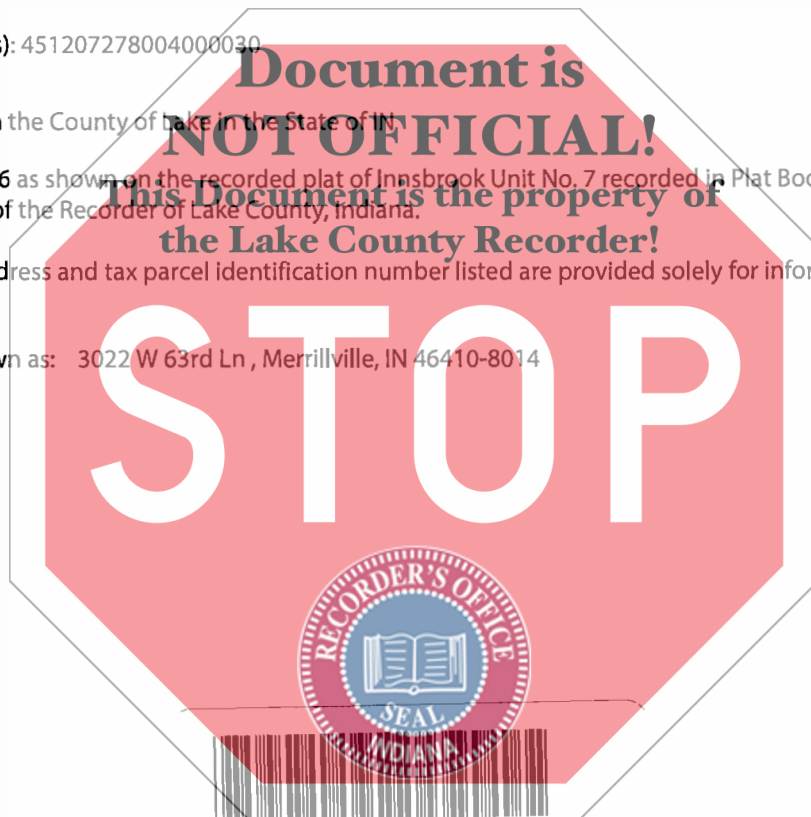 s): 451207278004000030
Document is
the County of Lake in the State of IN
NOT OFFICIAL!
6 as shown on the recorded plat of Innsbrook Unit No. 7 recorded in Plat Boo
This Document is the property of
of the Recorder of Lake County, Indiana.
the Lake County Recorder!
dress and tax parcel identification number listed are provided solely for infor
wn as: 3022 W 63rd Ln , Merrillville, IN 46410-8014
STOP
RECORDER'S OFFICE
SEAL
INDIANA